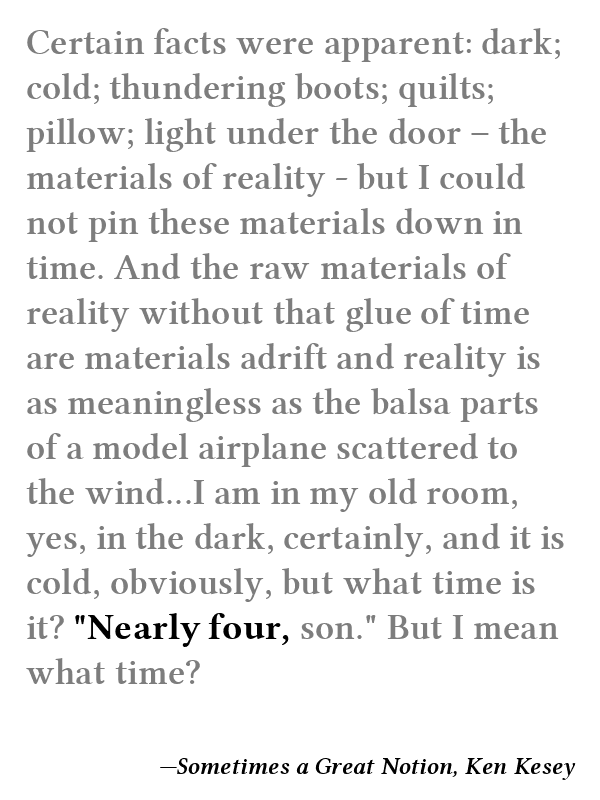 Certain facts were apparent: dark;
cold; thundering boots; quilts;
pillow; light under the door – the
materials of reality - but I could
not pin these materials down in
time. And the raw materials of
reality without that glue of time
are materials adrift and reality is
as meaningless as the balsa parts
of a model airplane scattered to
the wind...I am in my old room,
yes, in the dark, certainly, and it is
cold, obviously, but what time is
it? "Nearly four, son." But I mean
what time?
—Sometimes a Great Notion, Ken Kesey